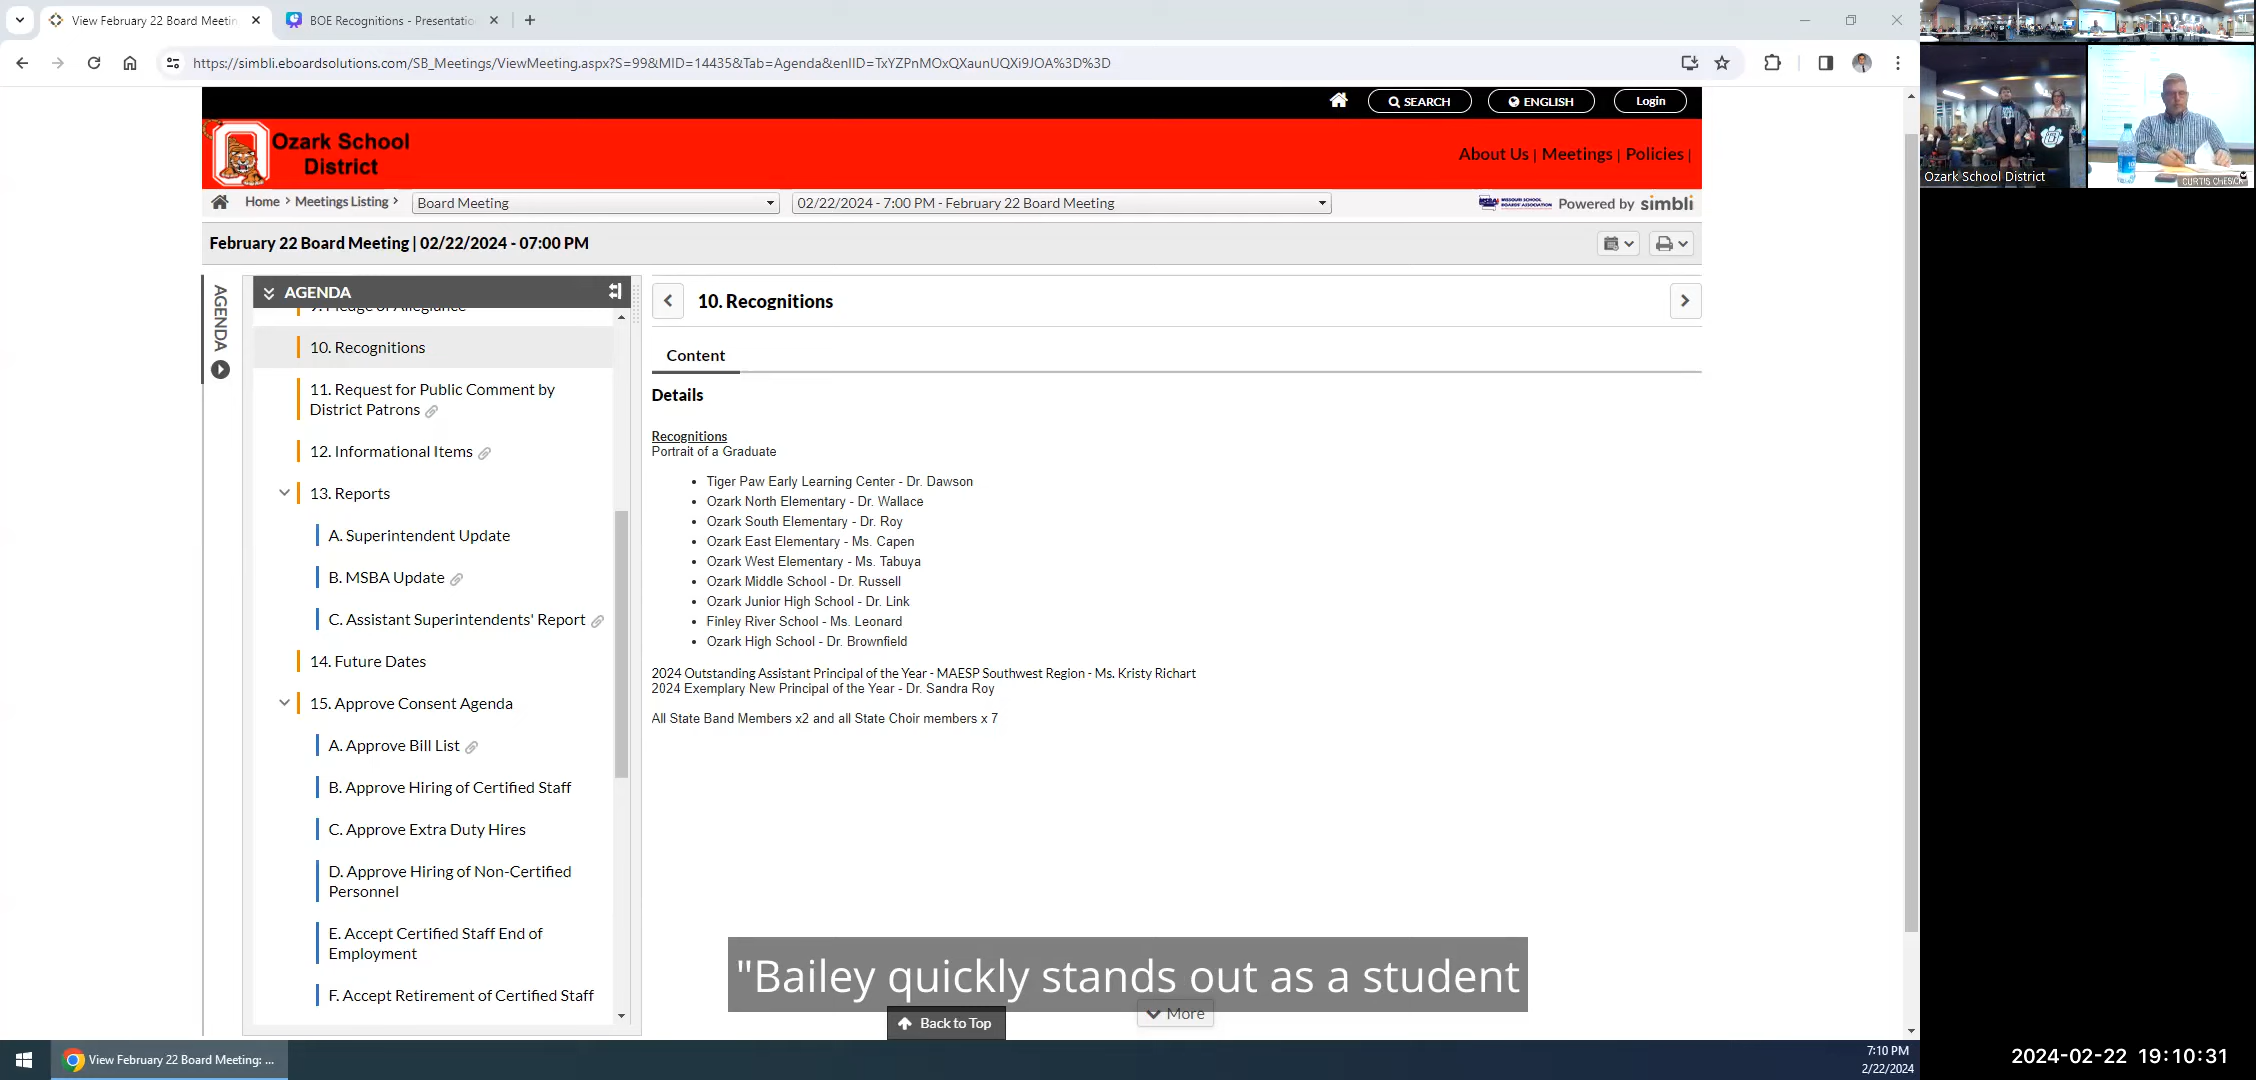 View February 22 Board Meetin
BOE Recognitions - Presentatio
https://simbli.eboardsolutions.com/SB_Meetings/ViewMeeting.aspx?S=99&MID=14435&Tab=Agenda&enIID=TxYZPnMOxQXaunUQXi9JOA%3D%3D
SEARCH
ENGLISH
Login
Ozark School
District
About Us | Meetings | Policies |
Home > Meetings Listing >
Board Meeting
02/22/2024 - 7:00 PM - February 22 Board Meeting
MSBA MISSOURI SCHOOL BOARDS' ASSOCIATION
Powered by simbli
February 22 Board Meeting | 02/22/2024 - 07:00 PM
AGENDA
AGENDA
9. Pledge of Allegiance
10. Recognitions
11. Request for Public Comment by
District Patrons
12. Informational Items
13. Reports
A. Superintendent Update
B. MSBA Update
C. Assistant Superintendents' Report
14. Future Dates
15. Approve Consent Agenda
A. Approve Bill List
B. Approve Hiring of Certified Staff
C. Approve Extra Duty Hires
D. Approve Hiring of Non-Certified
Personnel
E. Accept Certified Staff End of
Employment
F. Accept Retirement of Certified Staff
10. Recognitions
Content
Details
Recognitions
Portrait of a Graduate
Tiger Paw Early Learning Center - Dr. Dawson
Ozark North Elementary - Dr. Wallace
Ozark South Elementary - Dr. Roy
Ozark East Elementary - Ms. Capen
Ozark West Elementary - Ms. Tabuya
Ozark Middle School - Dr. Russell
Ozark Junior High School - Dr. Link
Finley River School - Ms. Leonard
Ozark High School - Dr. Brownfield
2024 Outstanding Assistant Principal of the Year - MAESP Southwest Region - Ms. Kristy Richart
2024 Exemplary New Principal of the Year - Dr. Sandra Roy
All State Band Members x2 and all State Choir members x 7
"Bailey quickly stands out as a student
Back to Top
More
Ozark School District
CURTIS
View February 22 Board Meeting: ...
7:10 PM
2/22/2024
2024-02-22 19:10:31